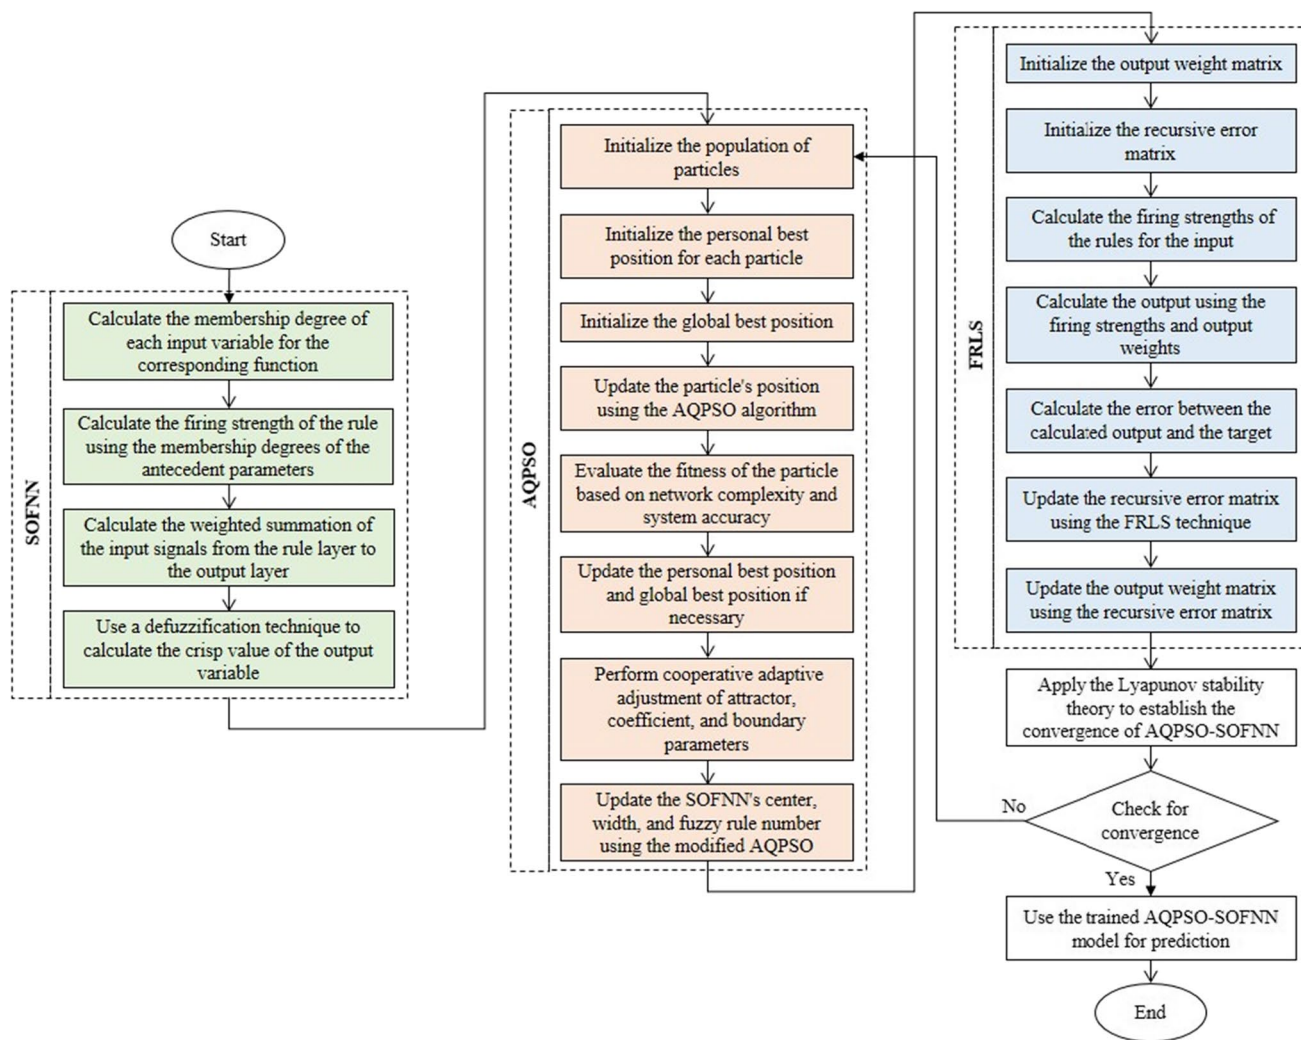 Start
SOFNN
Calculate the membership degree of
each input variable for the
corresponding function
Calculate the firing strength of the rule
using the membership degrees of the
antecedent parameters
Calculate the weighted summation of
the input signals from the rule layer to
the output layer
Use a defuzzification technique to
calculate the crisp value of the output
variable
AQPSO
Initialize the population of
particles
Initialize the personal best
position for each particle
Initialize the global best position
Update the particle's position
using the AQPSO algorithm
Evaluate the fitness of the particle
based on network complexity and
system accuracy
Update the personal best position
and global best position if
necessary
Perform cooperative adaptive
adjustment of attractor,
coefficient, and boundary
parameters
Update the SOFNN's center,
width, and fuzzy rule number
using the modified AQPSO
FRLS
Initialize the output weight matrix
Initialize the recursive error
matrix
Calculate the firing strengths of
the rules for the input
Calculate the output using the
firing strengths and output
weights
Calculate the error between the
calculated output and the target
Update the recursive error matrix
using the FRLS technique
Update the output weight matrix
using the recursive error matrix
Apply the Lyapunov stability
theory to establish the
convergence of AQPSO-SOFNN
No
Check for
convergence
Yes
Use the trained AQPSO-SOFNN
model for prediction
End